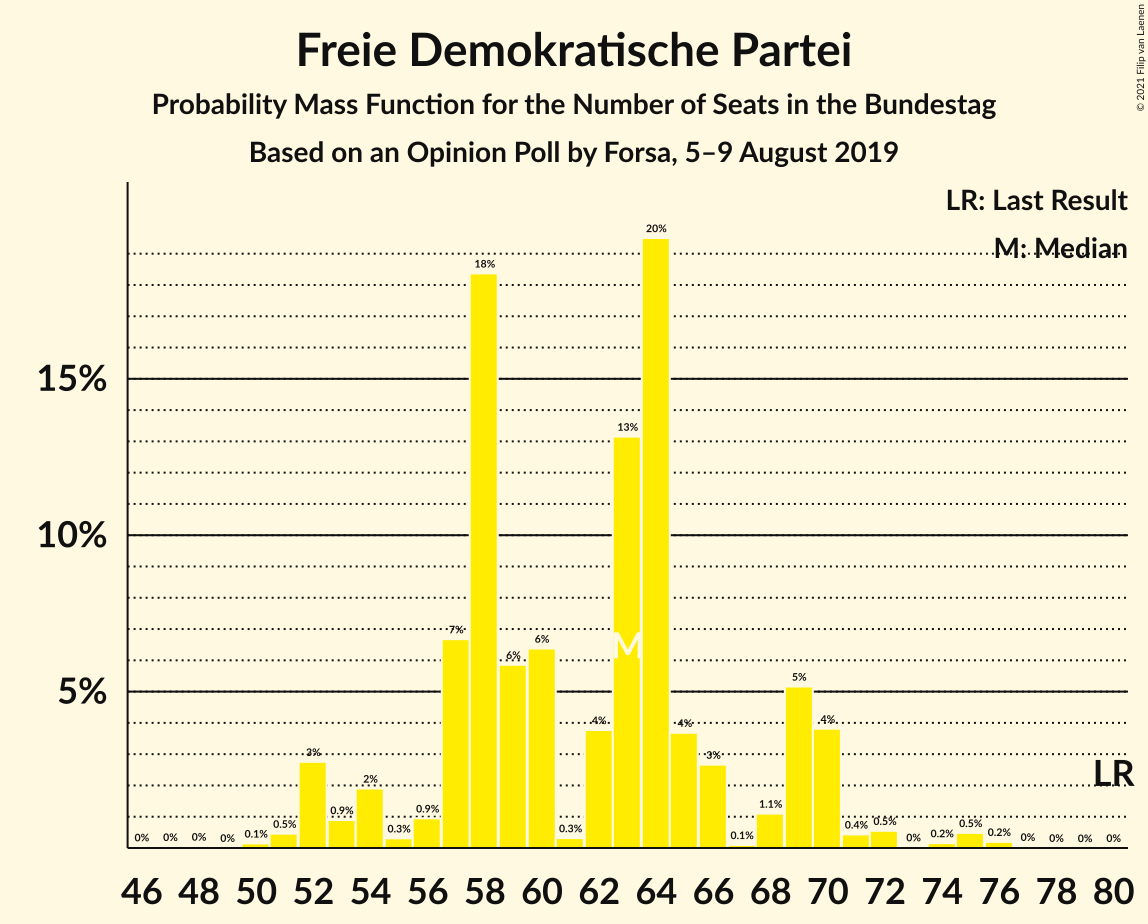 Freie Demokratische Partei
Probability Mass Function for the Number of Seats in the Bundestag
Based on an Opinion Poll by Forsa, 5–9 August 2019
© 2021 Filip van Laenen
LR: Last Result
M: Median
15%
10%
5%
0% 0% 0% 0% 0.1% 0.5% 3% 0.9% 2% 0.3% 0.9% 7% 18% 6% 6% 0.3% 4% 13% 20% 4% 3% 0.1% 1.1% 5% 4% 0.4% 0.5% 0% 0.2% 0.5% 0.2% 0% 0% 0% 0%
M
LR
46 48 50 52 54 56 58 60 62 64 66 68 70 72 74 76 78 80